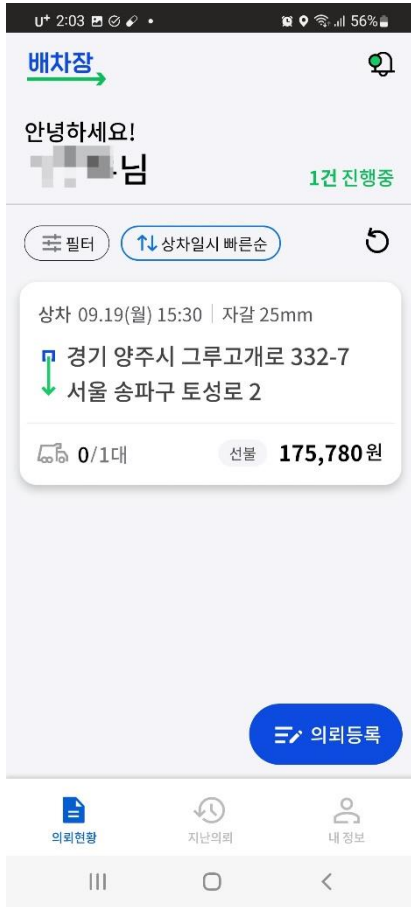 U+ 2:03 56%
배차장
안녕하세요!
님
1건 진행중
필터
상차일시 빠른순
상차 09.19(월) 15:30 자갈 25mm
경기 양주시 그루고개로 332-7
서울 송파구 토성로 2
0/1대 선불 175,780원
의뢰등록
의뢰현황 지난의뢰 내 정보